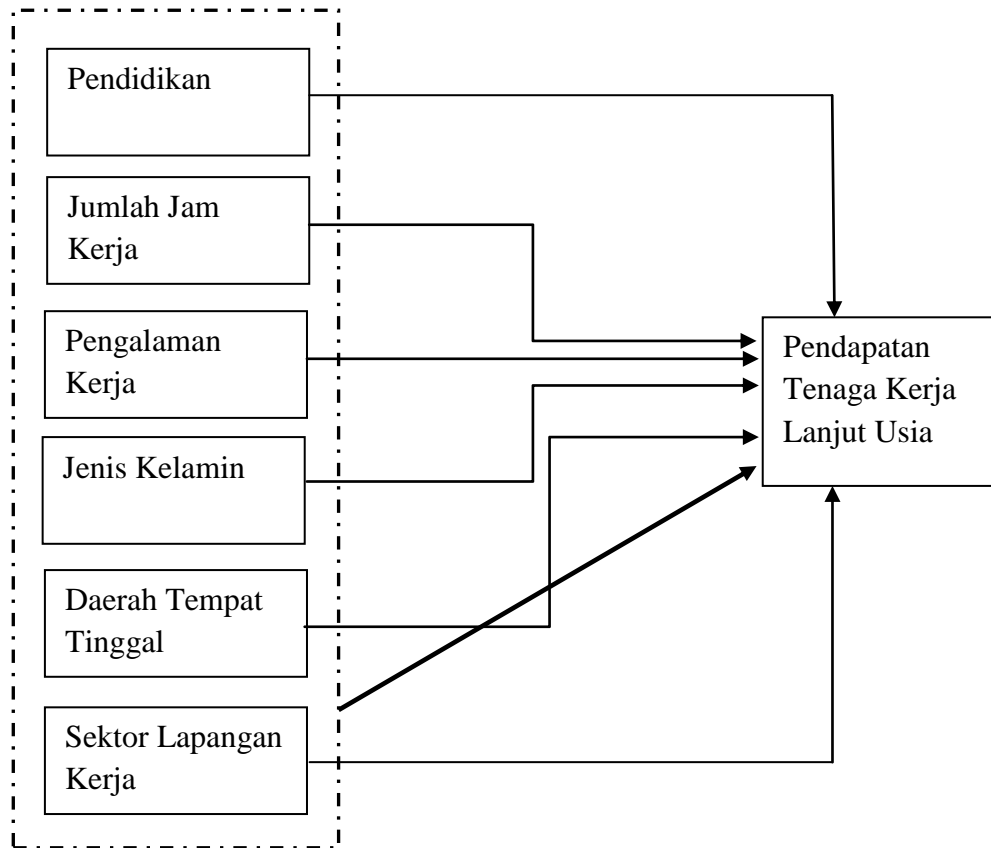 Pendidikan
Jumlah Jam
Kerja
Pengalaman
Kerja
Jenis Kelamin
Daerah Tempat
Tinggal
Sektor Lapangan
Kerja
Pendapatan
Tenaga Kerja
Lanjut Usia